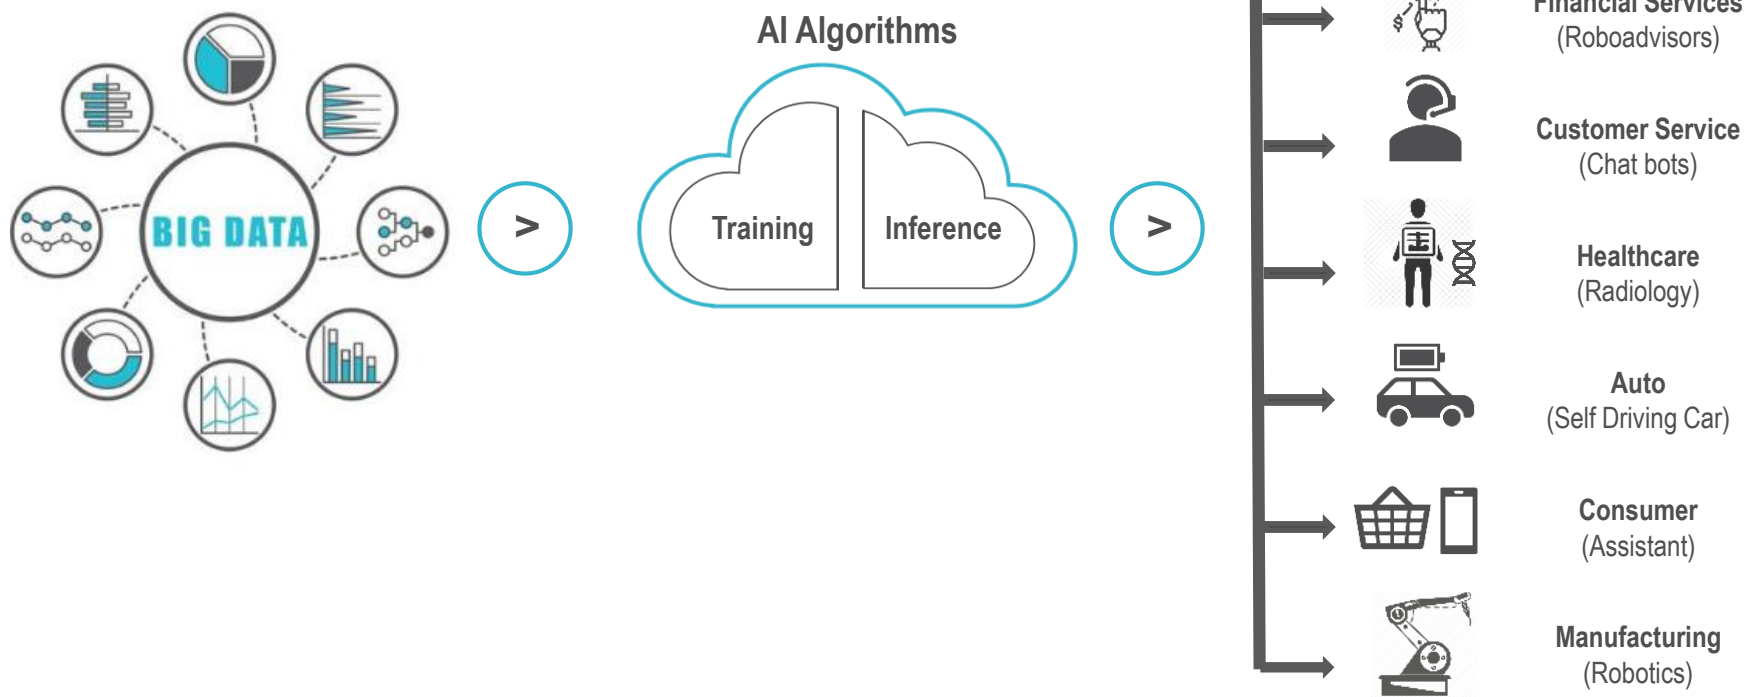 AI Algorithms
BIG DATA
>
Training
Inference
>
Financial Services
(Roboadvisors)
$
Customer Service
(Chat bots)
Healthcare
(Radiology)
Auto
(Self Driving Car)
Consumer
(Assistant)
Manufacturing
(Robotics)